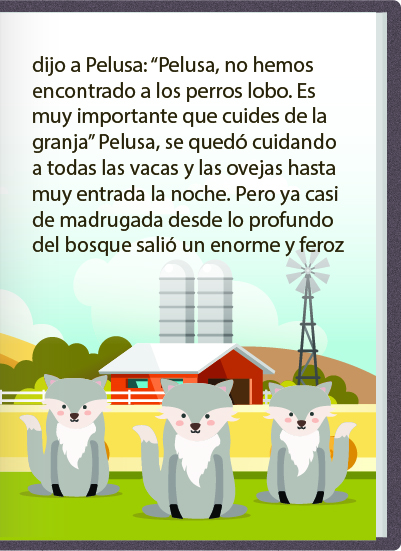 dijo a Pelusa: “Pelusa, no hemos
encontrado a los perros lobo. Es
muy importante que cuides de la
granja” Pelusa, se quedó cuidando
a todas las vacas y las ovejas hasta
muy entrada la noche. Pero ya casi
de madrugada desde lo profundo
del bosque salió un enorme y feroz